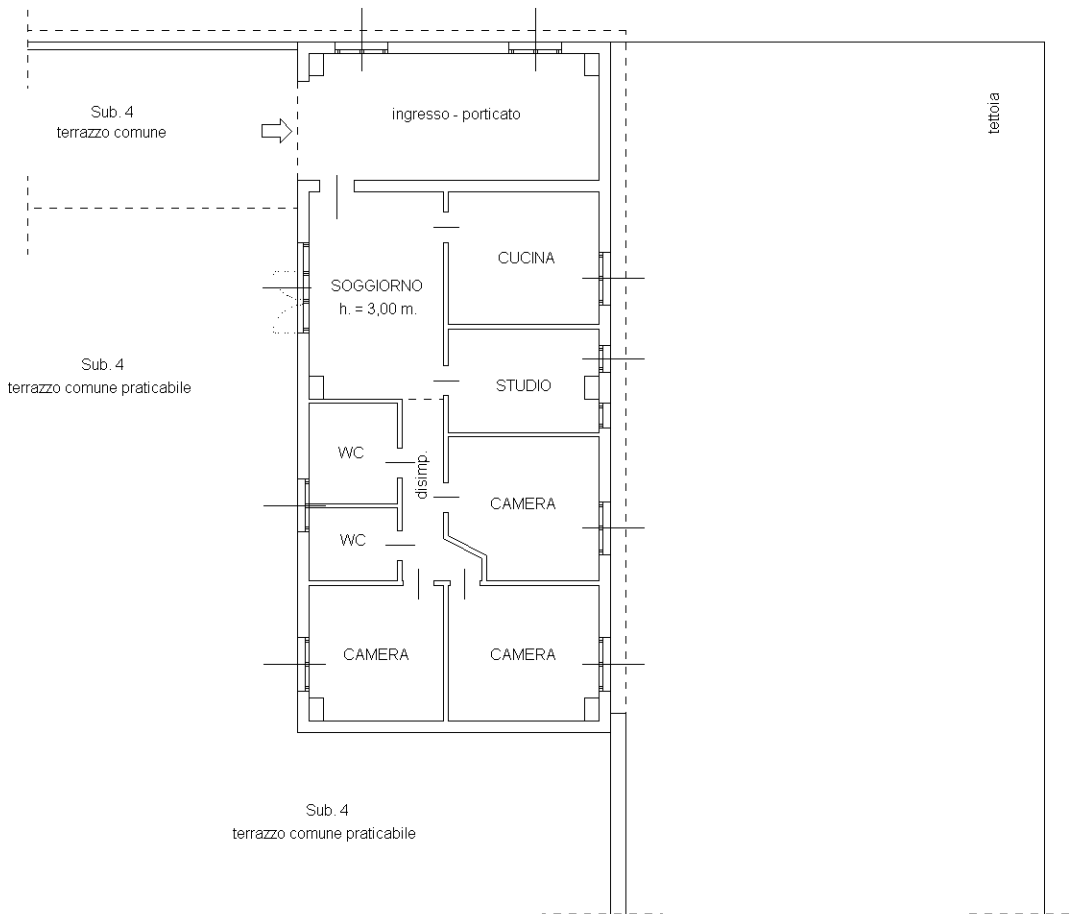 Sub. 4
terrazzo comune
ingresso - porticato
tettoia
CUCINA
SOGGIORNO
h. = 3,00 m.
Sub. 4
terrazzo comune praticabile
STUDIO
WC
disimp.
CAMERA
WC
CAMERA
CAMERA
Sub. 4
terrazzo comune praticabile